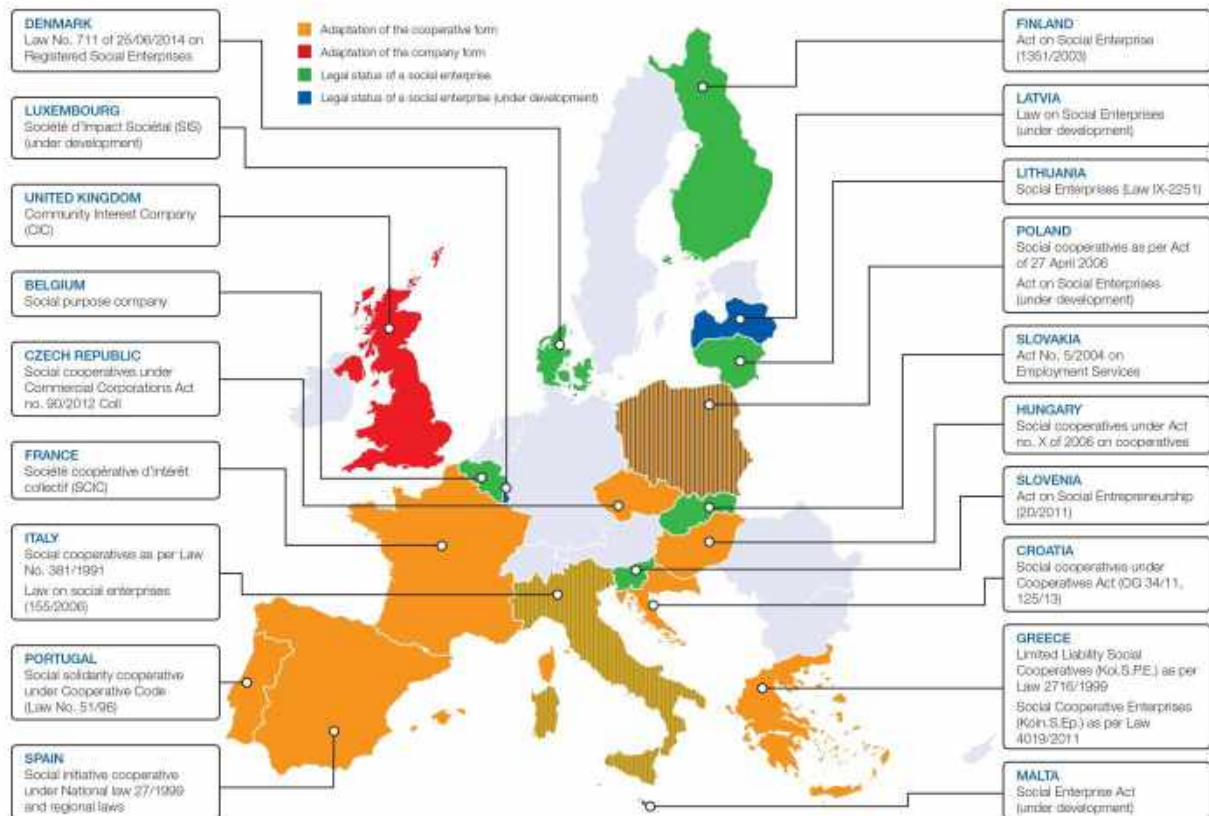 DENMARK
Law No. 711 of 25/06/2014 on
Registered Social Enterprises
LUXEMBOURG
Société d'Impact Sociétal (SIS)
(under development)
UNITED KINGDOM
Community Interest Company
(CIC)
BELGIUM
Social purpose company
CZECH REPUBLIC
Social cooperatives under
Commercial Corporations Act
no. 90/2012 Coll
FRANCE
Société coopérative d'intérêt
collectif (SCIC)
ITALY
Social cooperatives as per Law
No. 381/1991
Law on social enterprises
(155/2006)
PORTUGAL
Social solidarity cooperative
under Cooperative Code
(Law No. 51/96)
SPAIN
Social initiative cooperative
under National law 27/1999
and regional laws
Adaptation of the cooperative form
Adaptation of the company form
Legal status of a social enterprise
Legal status of a social enterprise (under development)
FINLAND
Act on Social Enterprise
(1351/2003)
LATVIA
Law on Social Enterprises
(under development)
LITHUANIA
Social Enterprises (Law IX-2251)
POLAND
Social cooperatives as per Act
of 27 April 2006
Act on Social Enterprises
(under development)
SLOVAKIA
Act No. 5/2004 on
Employment Services
HUNGARY
Social cooperatives under Act
no. X of 2006 on cooperatives
SLOVENIA
Act on Social Entrepreneurship
(20/2011)
CROATIA
Social cooperatives under
Cooperatives Act (OG 34/11,
125/13)
GREECE
Limited Liability Social
Cooperatives (Koi.S.P.E.) as per
Law 2716/1999
Social Cooperative Enterprises
(Koin.S.Ep.) as per Law
4019/2011
MALTA
Social Enterprise Act
(under development)